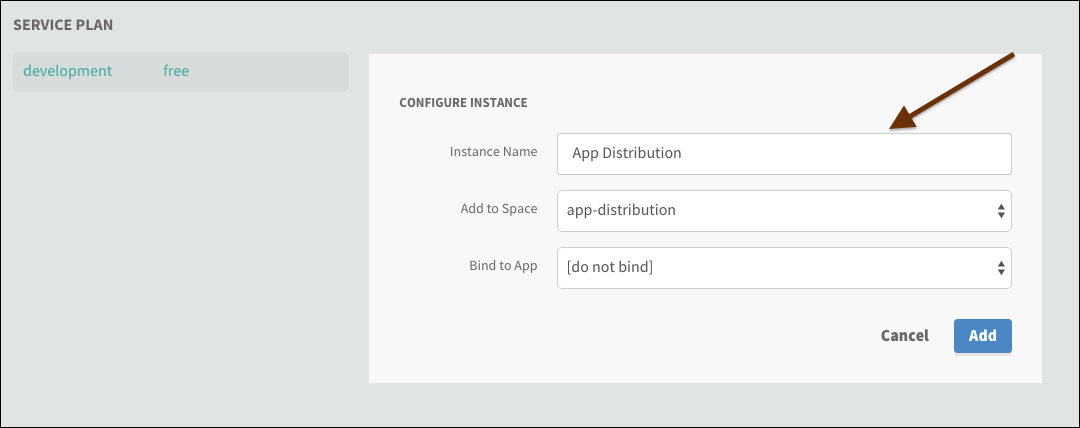 SERVICE PLAN
development free
CONFIGURE INSTANCE
Instance Name App Distribution
Add to Space app-distribution
Bind to App [do not bind]
Cancel Add